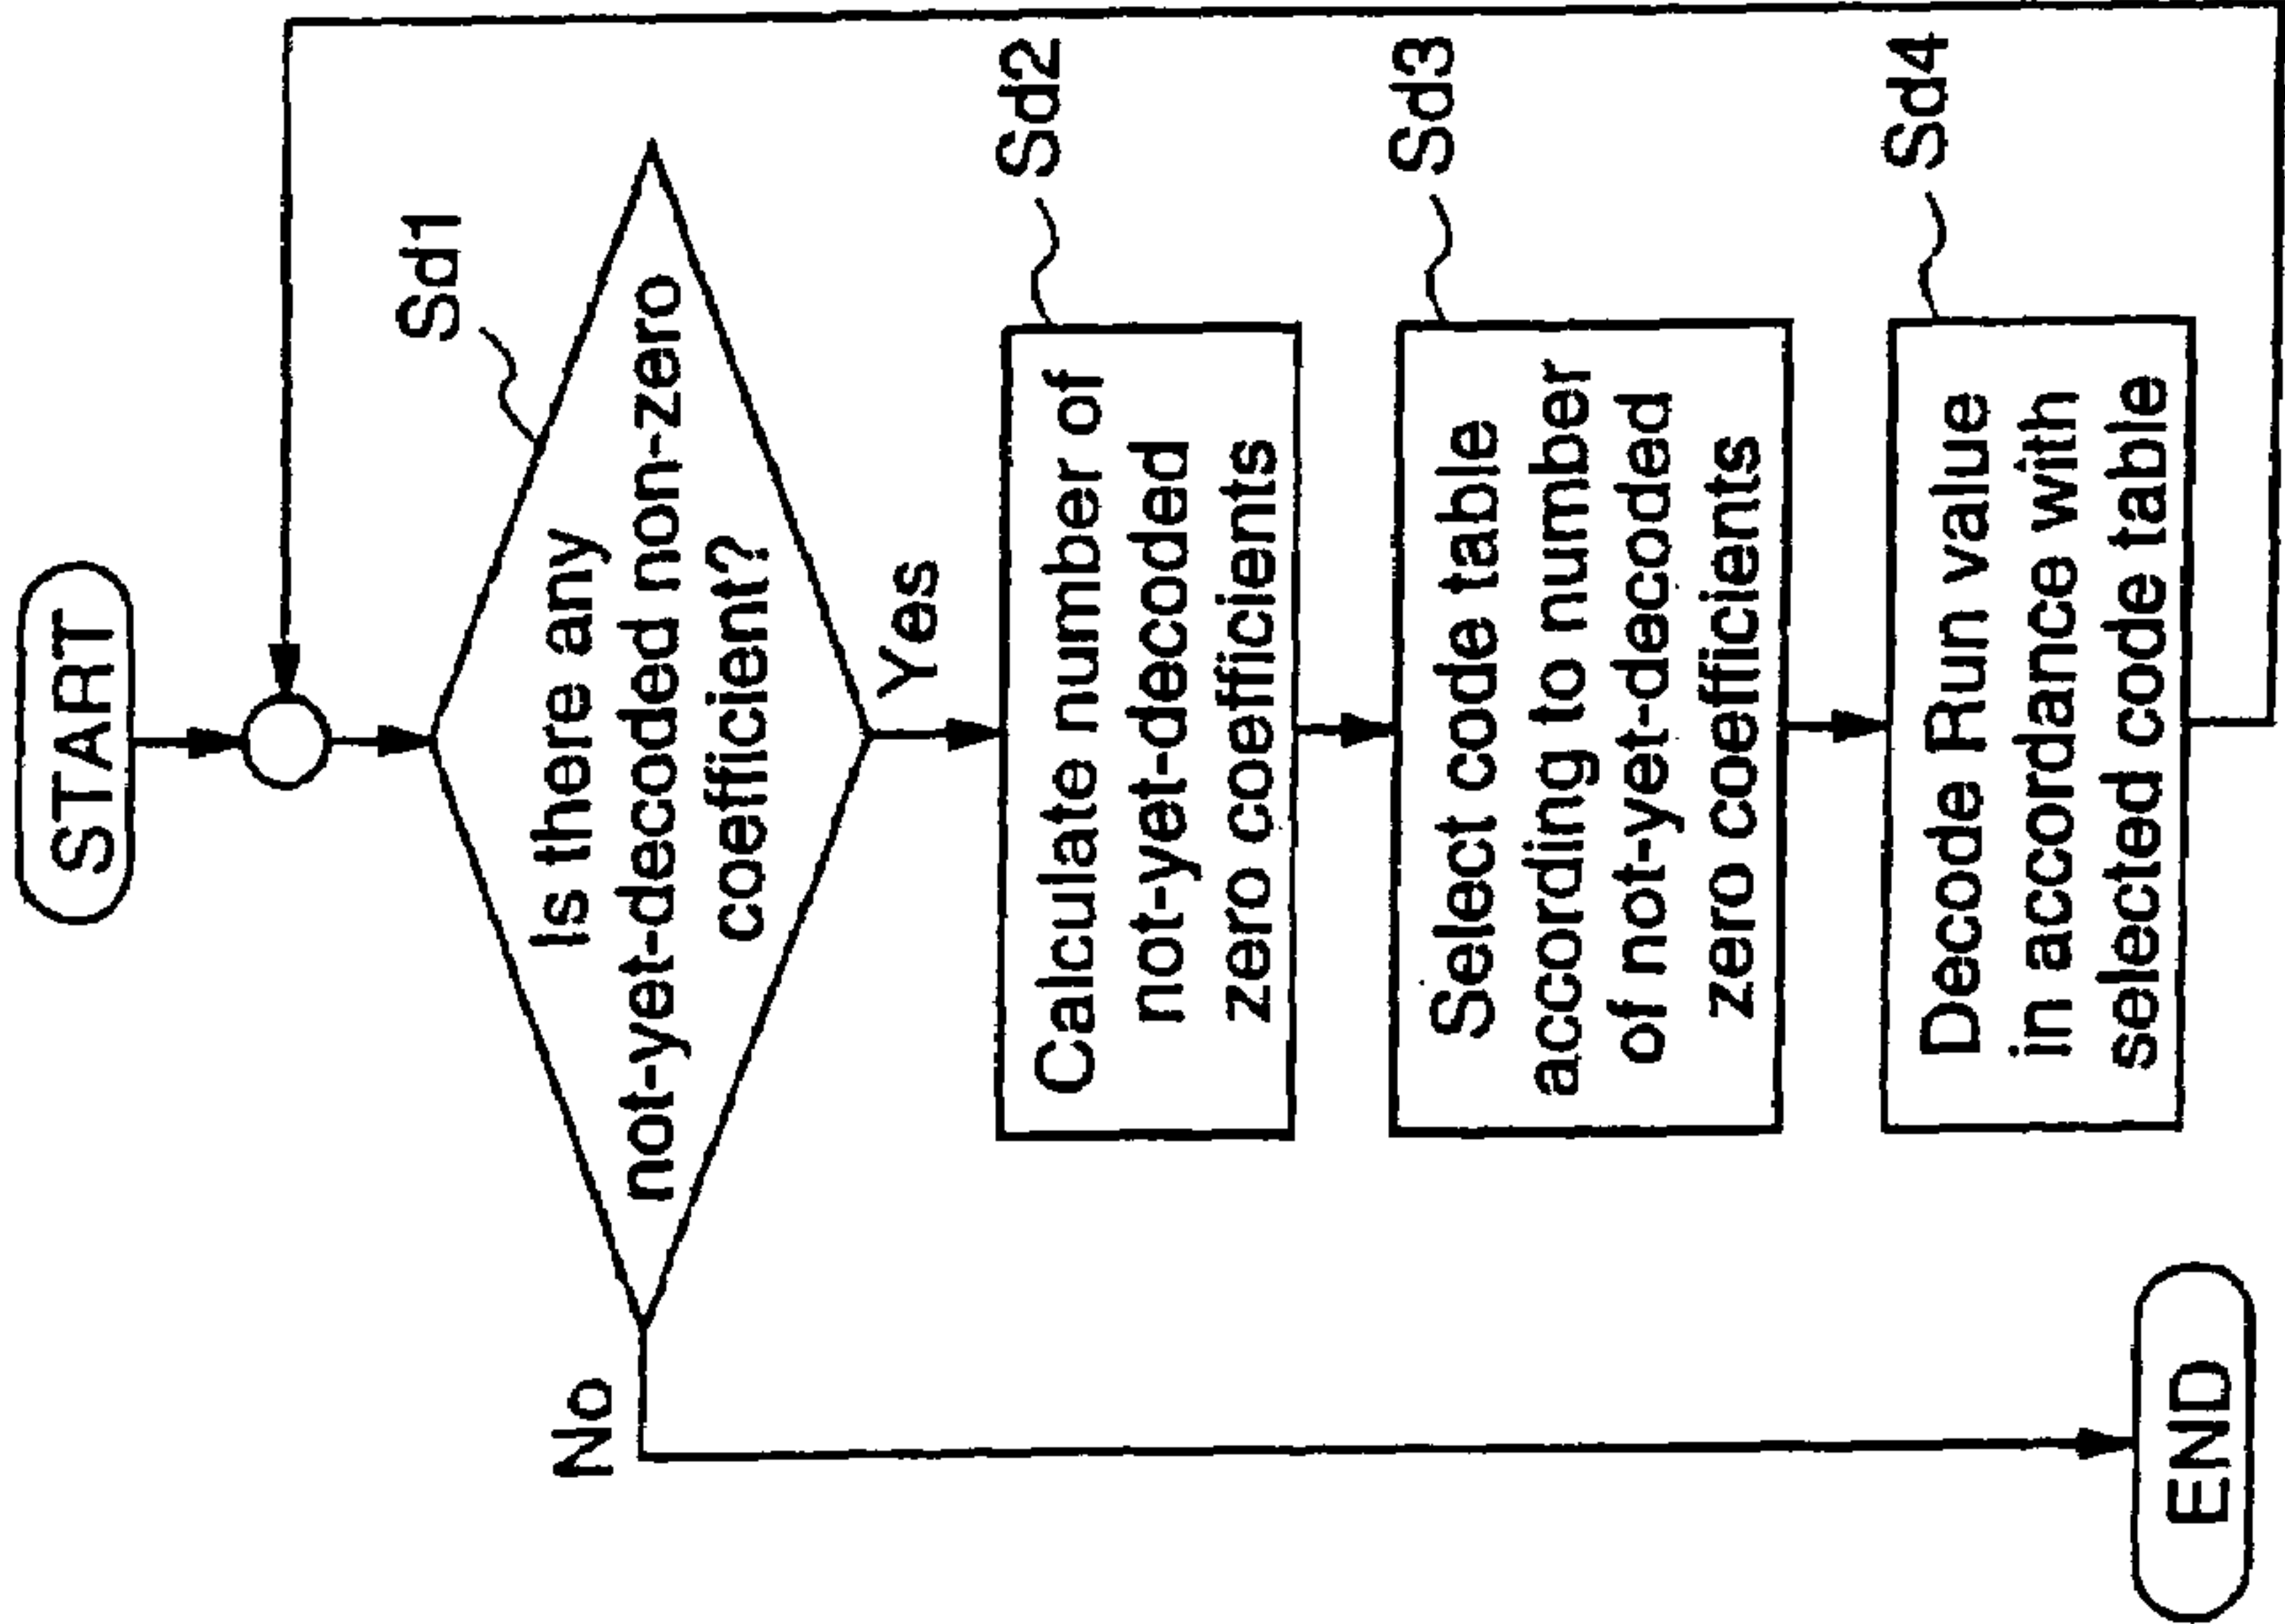 START
Sd1
Is there any
not-yet-decoded non-zero
coefficient?
No
Yes
Sd2
Calculate number of
not-yet-decoded
zero coefficients
Sd3
Select code table
according to number
of not-yet-decoded
zero coefficients
Sd4
Decode Run value
in accordance with
selected code table
END